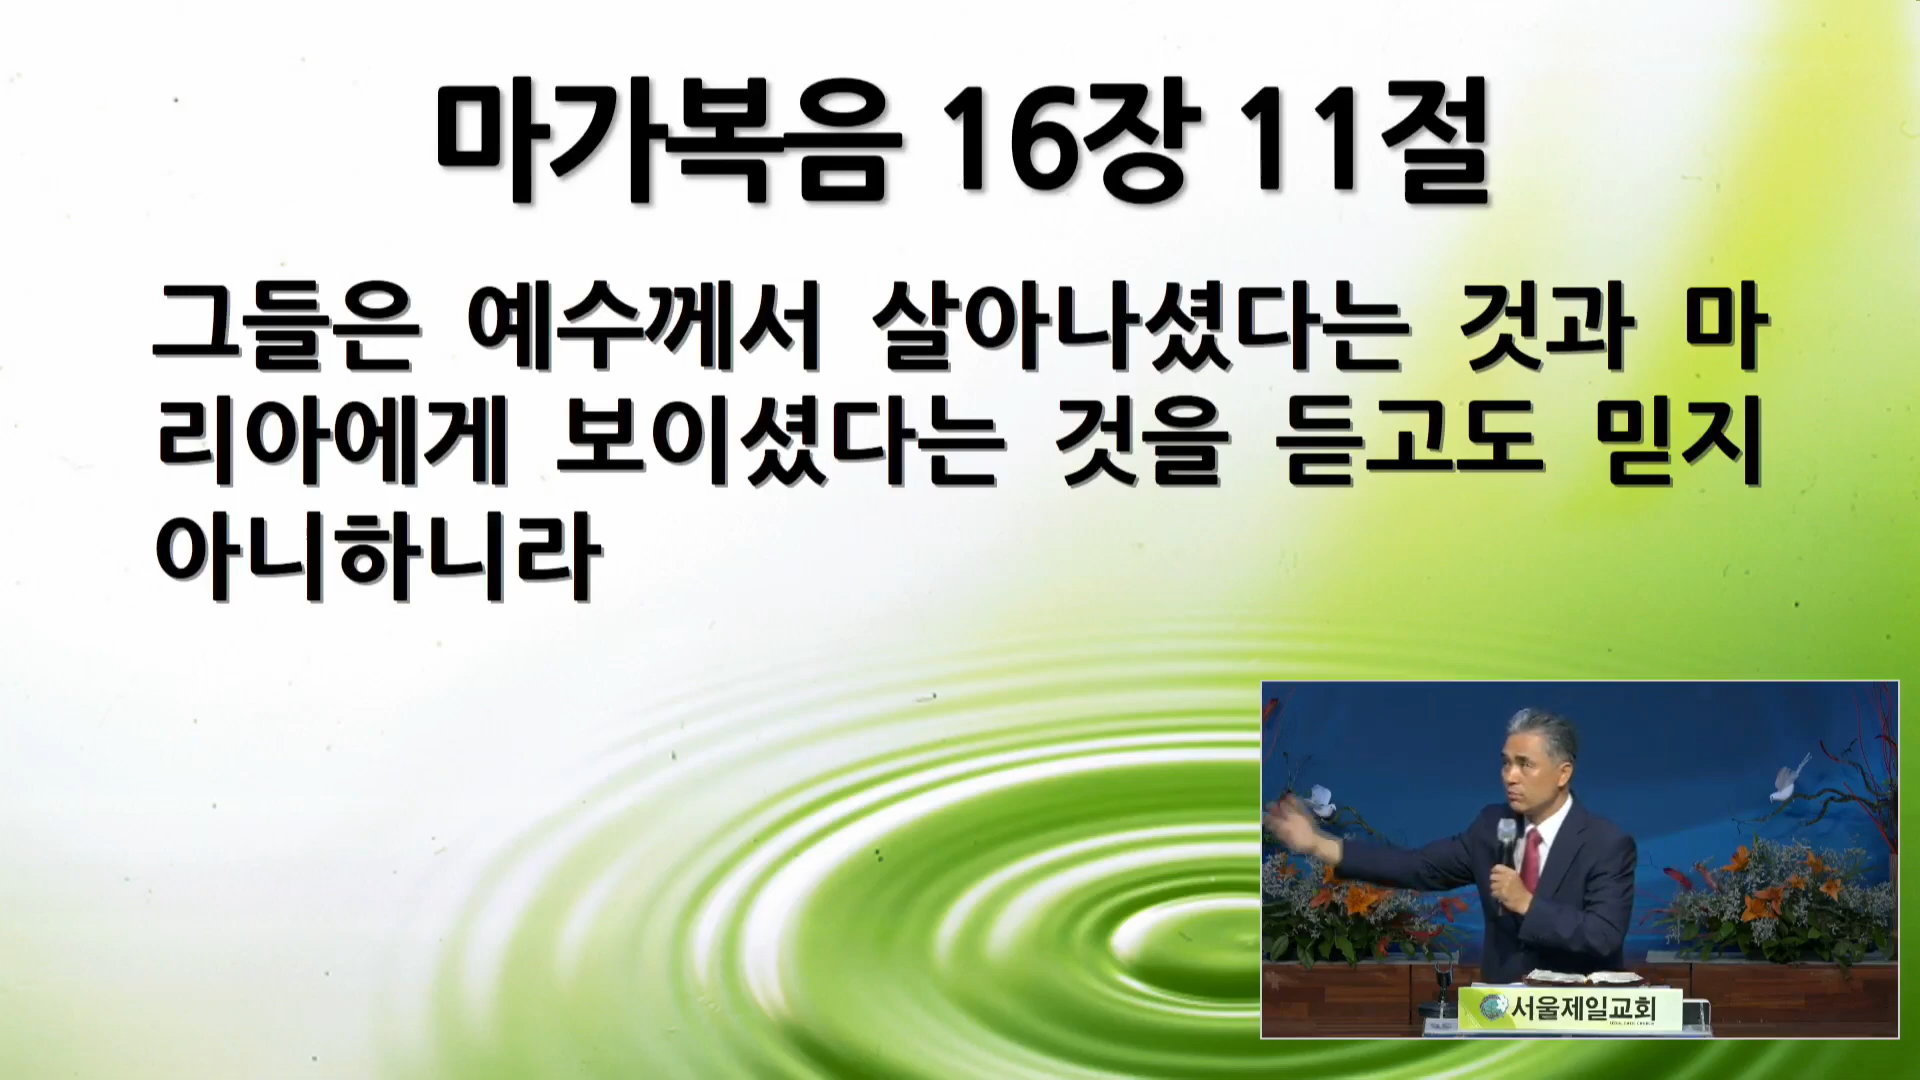 마가복음 16장 11절
그들은 예수께서 살아나셨다는 것과 마
리아에게 보이셨다는 것을 듣고도 믿지
아니하니라
서울제일교회